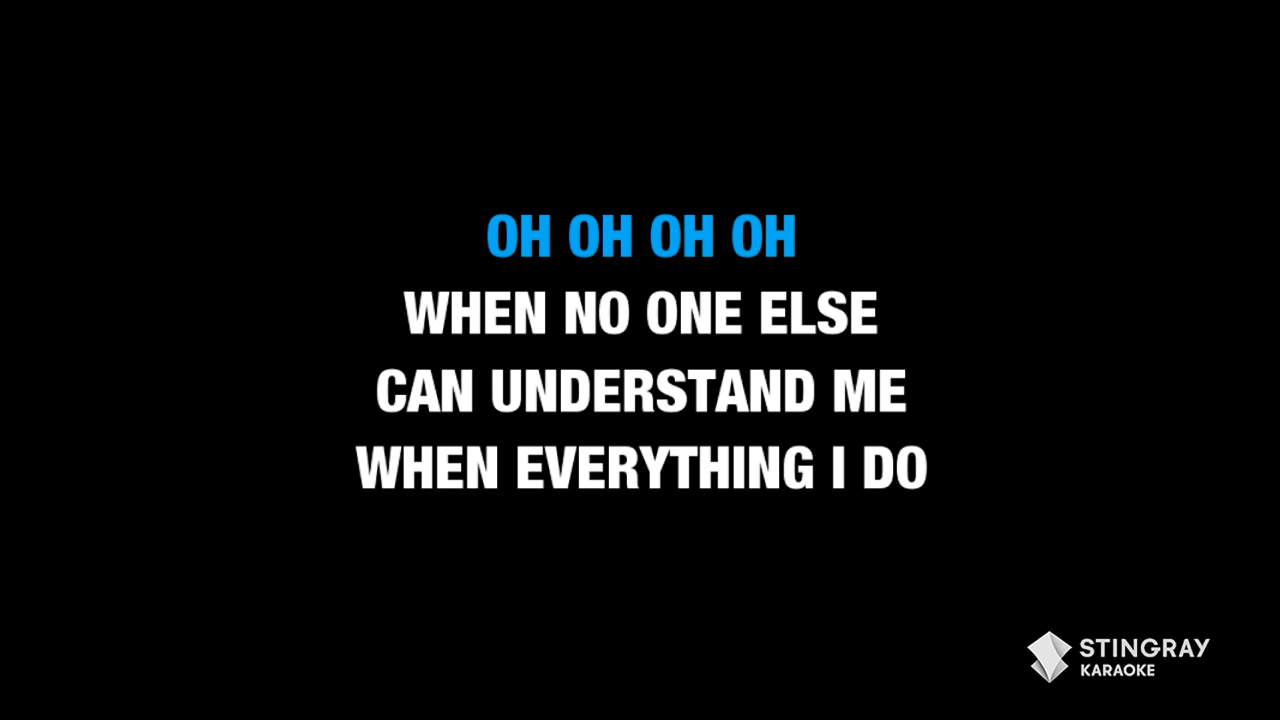 OH OH OH OH
WHEN NO ONE ELSE
CAN UNDERSTAND ME
WHEN EVERYTHING I DO
STINGRAY
KARAOKE